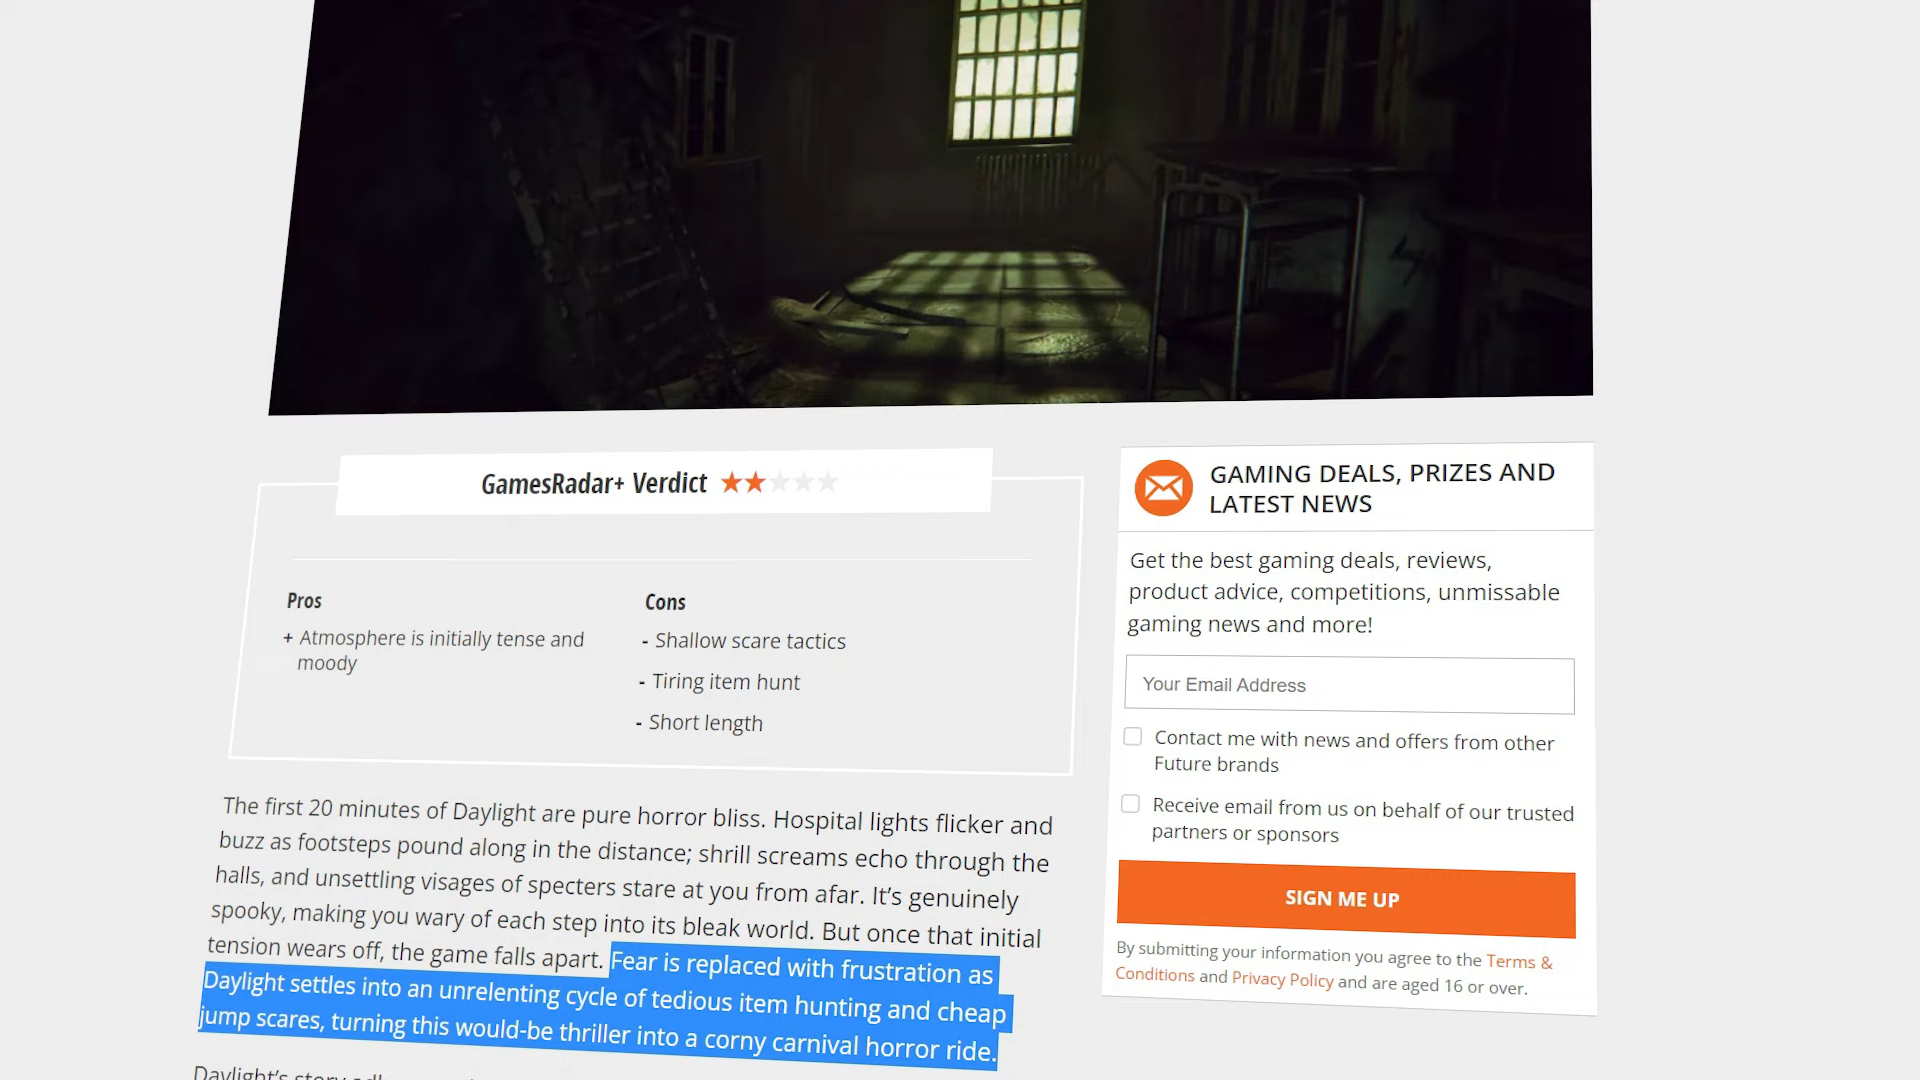 GamesRadar+ Verdict
Pros
+ Atmosphere is initially tense and
moody
Cons
- Shallow scare tactics
- Tiring item hunt
- Short length
The first 20 minutes of Daylight are pure horror bliss. Hospital lights flicker and
buzz as footsteps pound along in the distance; shrill screams echo through the
halls, and unsettling visages of specters stare at you from afar. It’s genuinely
spooky, making you wary of each step into its bleak world. But once that initial
tension wears off, the game falls apart. Fear is replaced with frustration as
Daylight settles into an unrelenting cycle of tedious item hunting and cheap
jump scares, turning this would-be thriller into a corny carnival horror ride.
Daylight’s story
GAMING DEALS, PRIZES AND
LATEST NEWS
Get the best gaming deals, reviews,
product advice, competitions, unmissable
gaming news and more!
Your Email Address
Contact me with news and offers from other
Future brands
Receive email from us on behalf of our trusted
partners or sponsors
SIGN ME UP
By submitting your information you agree to the Terms &
Conditions and Privacy Policy and are aged 16 or over.